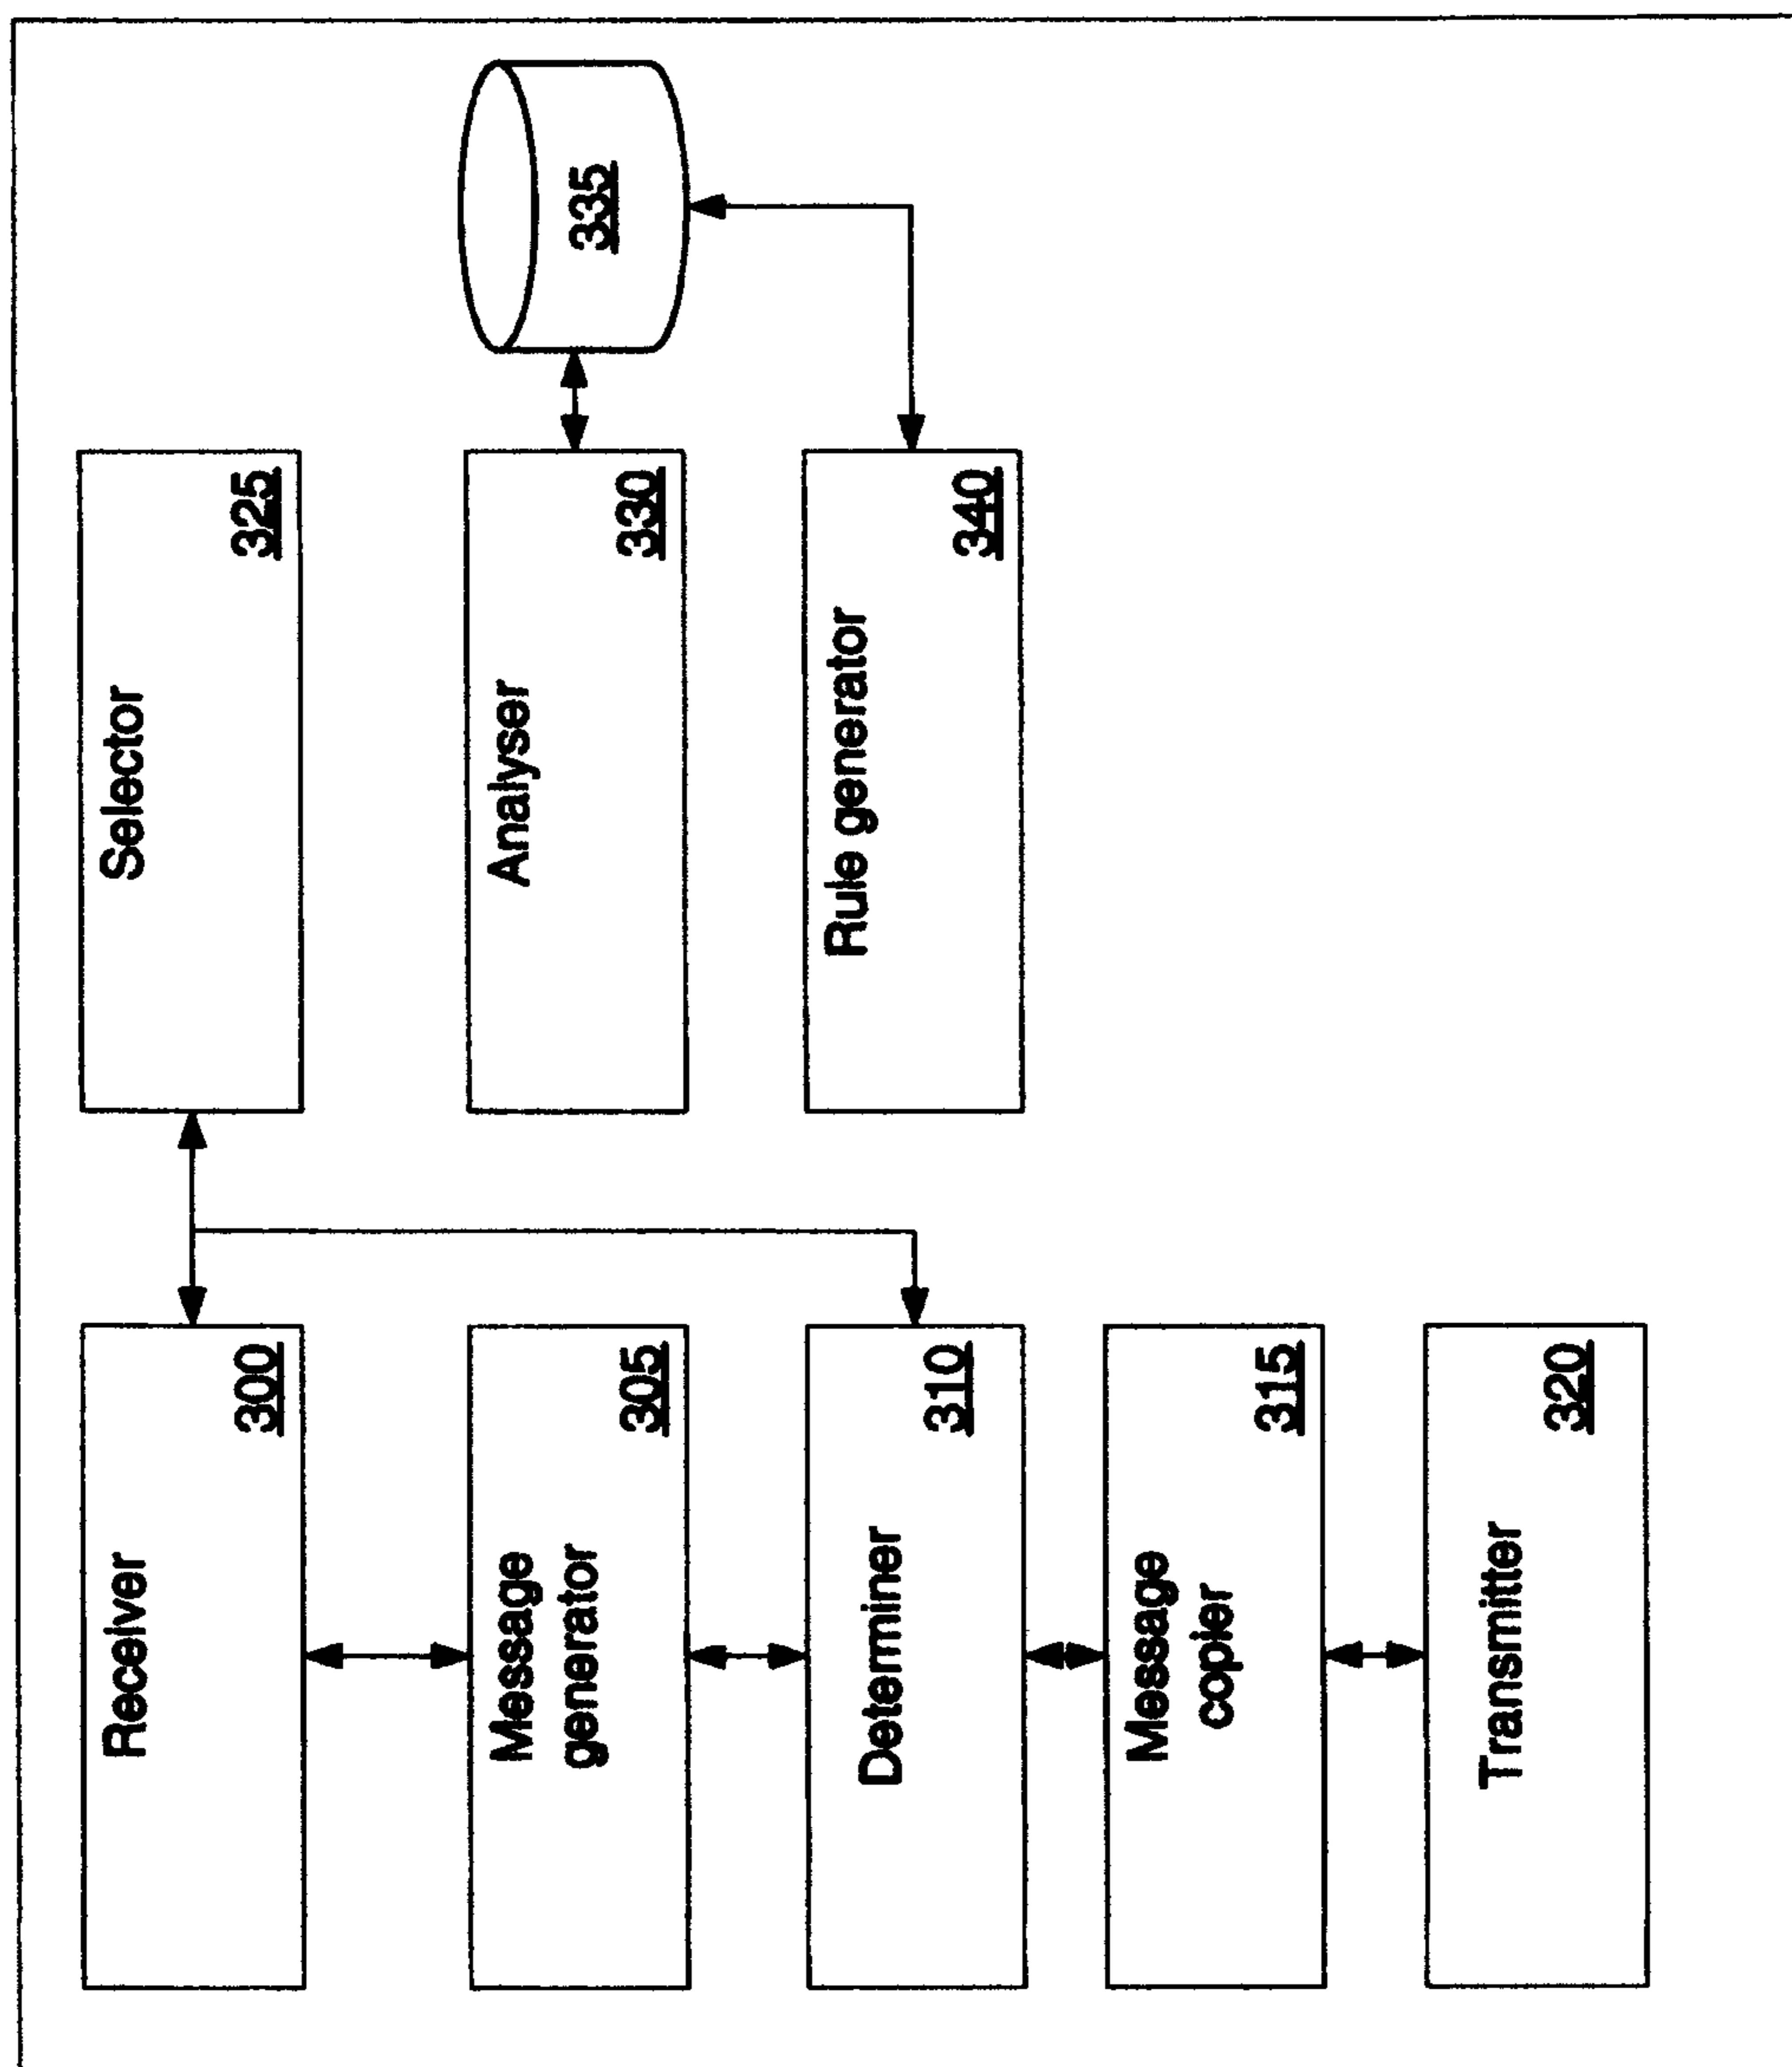 Receiver
300
Message
generator
305
Determiner
310
Message
copier
315
Transmitter
320
Selector
325
Analyser
330
335
Rule generator
340